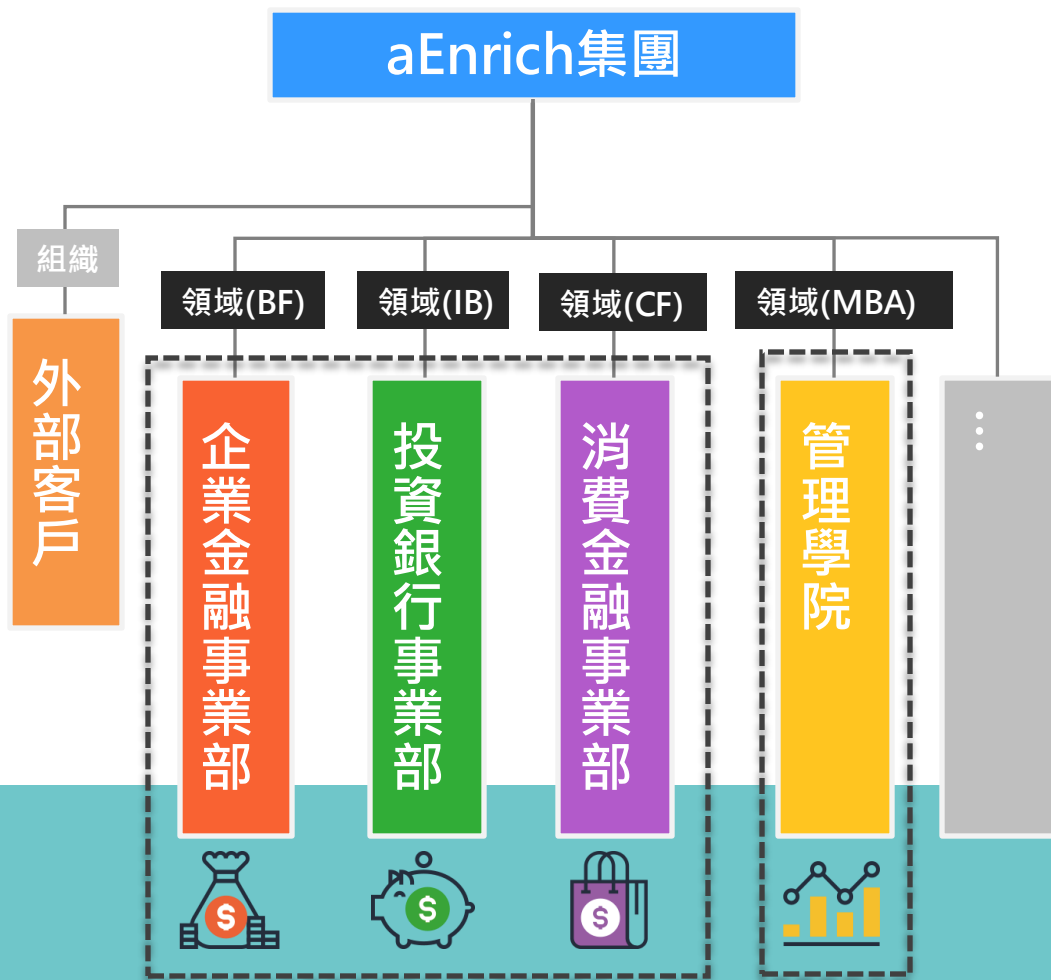 aEnrich集團
組織
領域(BF)
領域(IB)
領域(CF)
領域(MBA)
外部客戶
企業金融事業部
投資銀行事業部
消費金融事業部
管理學院
...
$
$
$